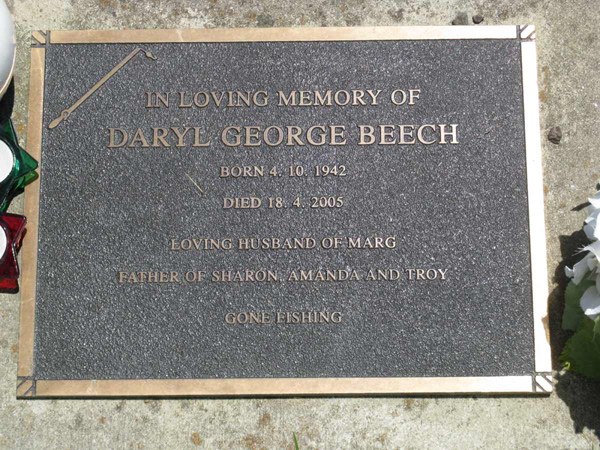 IN LOVING MEMORY OF
DARYL GEORGE BEECH
BORN 4. 10. 1942
DIED 18. 4. 2005
LOVING HUSBAND OF MARG
FATHER OF SHARON, AMANDA AND TROY
GONE FISHING